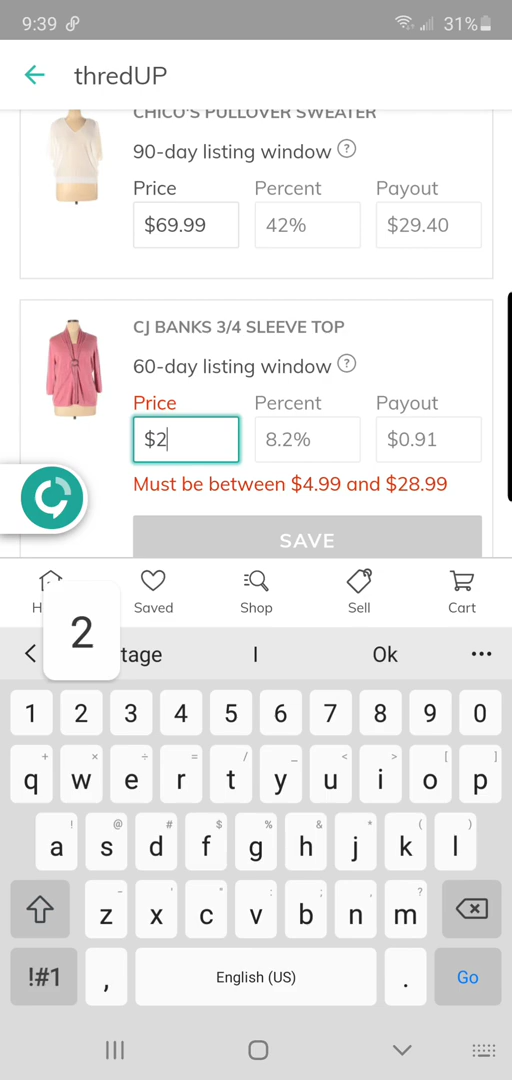 9:39 31%
thredUP
CHICO'S PULLOVER SWEATER
90-day listing window ?
Price Percent Payout
$69.99 42% $29.40
CJ BANKS 3/4 SLEEVE TOP
60-day listing window ?
Price Percent Payout
$2 8.2% $0.91
Must be between $4.99 and $28.99
SAVE
H Saved Shop Sell Cart
2
< tage I Ok ...
1 2 3 4 5 6 7 8 9 0
+ × ÷ = / _ < > [ ]
q w e r t y u i o p
! @ # $ % & * ( )
a s d f g h j k l
- ' " : ; , ?
z x c v b n m
!#1 , English (US) . Go